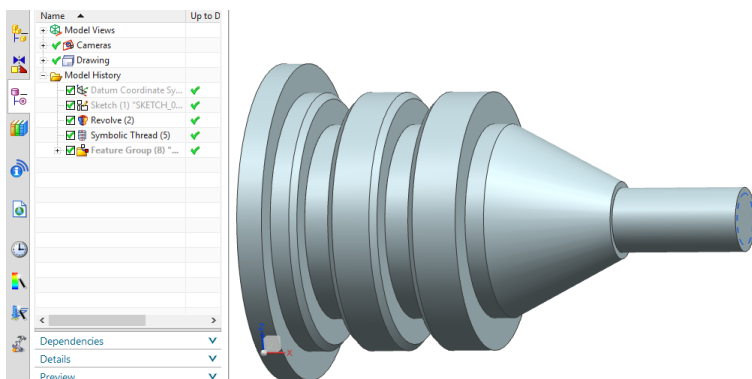 Name Up to D
Model Views
Cameras
Drawing
Model History
Datum Coordinate Sy...
Sketch (1) "SKETCH_0...
Revolve (2)
Symbolic Thread (5)
Feature Group (8) "...
Dependencies
Details
Preview
Z
X